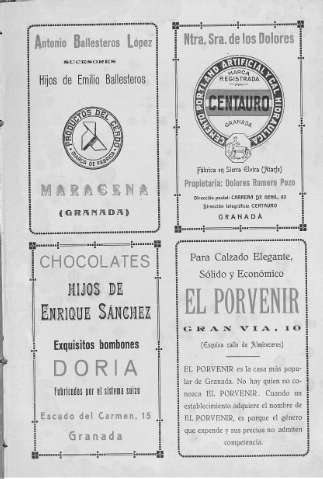 Antonio Ballesteros López
SUCESORES
Hijos de Emilio Ballesteros
PRODUCTOS DEL CERDO
MARCA DE FABRICA
MARACENA
(GRANADA)
Ntra. Sra. de los Dolores
CEMENTO PORTLAND ARTIFICIAL Y CAL HIDRAULICA
MARCA
REGISTRADA
CENTAURO
GRANADA
Fábrica en Sierra Elvira (Atarfe)
Propietaria: Dolores Romero Pozo
Dirección postal: CARRERA DE GENIL, 63
Dirección telegráfica: CENTAURO
GRANADA
CHOCOLATES
HIJOS DE
ENRIQUE SÁNCHEZ
Exquisitos bombones
DORIA
Fabricados por el sistema suizo
Escudo del Carmen, 15
Granada
Para Calzado Elegante,
Sólido y Económico
EL PORVENIR
GRAN VIA, 10
(Esquina calle de Almireceros)
EL PORVENIR es la casa más popu-
lar de Granada. No hay quien no co-
nozca EL PORVENIR. Cuando un
establecimiento adquiere el nombre de
EL PORVENIR, es porque el género
que expende y sus precios no admiten
competencia.